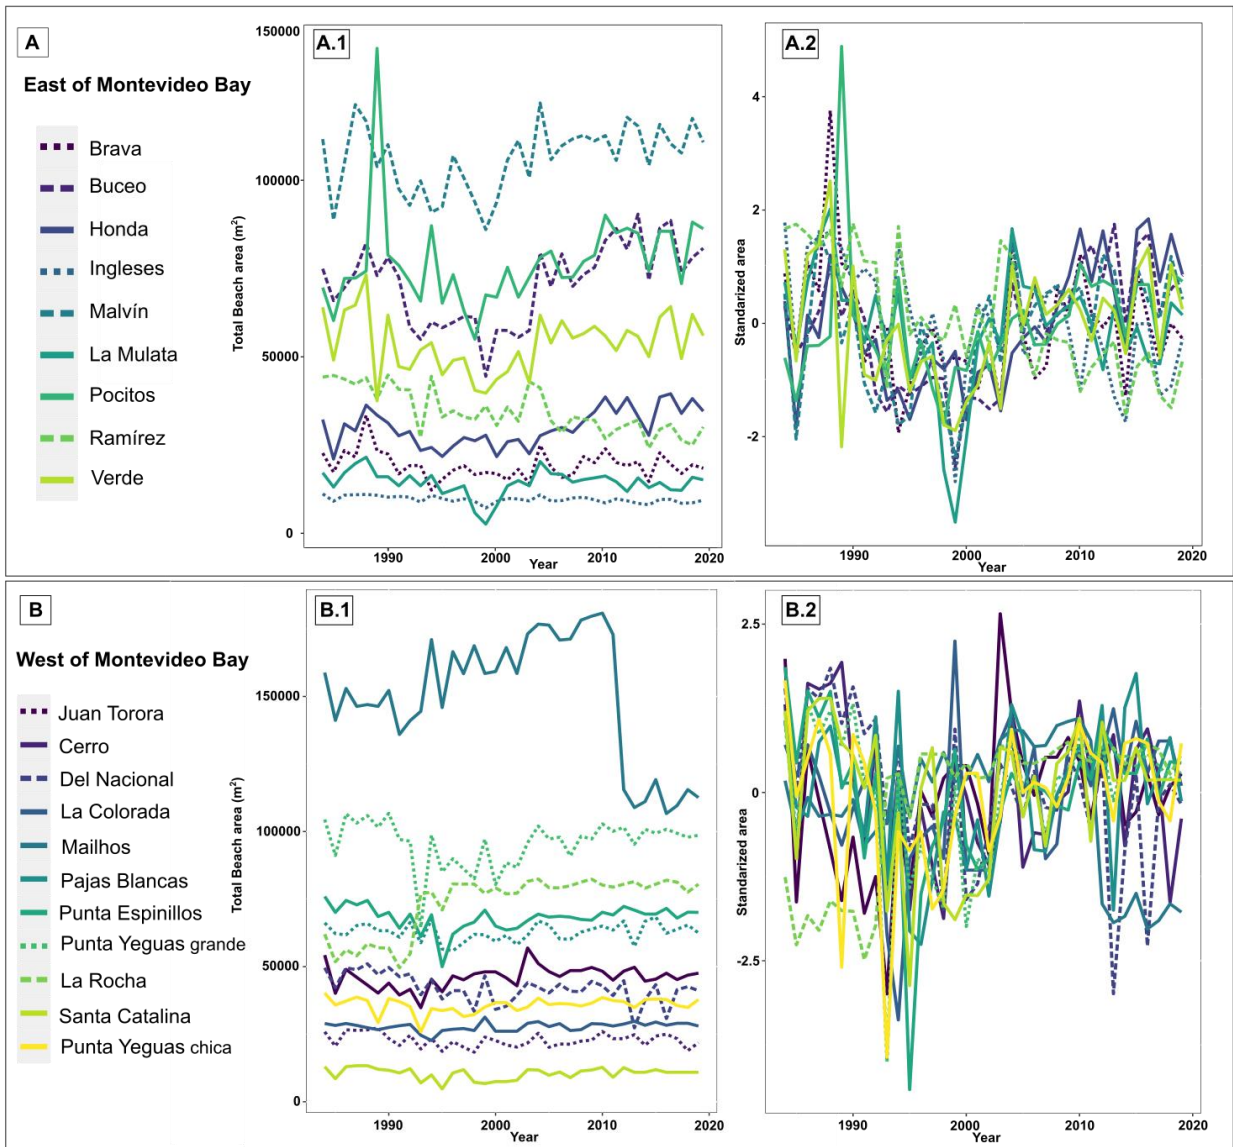 A
East of Montevideo Bay
Brava
Buceo
Honda
Ingleses
Malvín
La Mulata
Pocitos
Ramírez
Verde
A.1
Total Beach area (m²)
150000
100000
50000
0
1990
2000
2010
2020
Year
A.2
Standarized area
4
2
0
-2
1990
2000
2010
2020
Year
B
West of Montevideo Bay
Juan Torora
Cerro
Del Nacional
La Colorada
Mailhos
Pajas Blancas
Punta Espinillos
Punta Yeguas grande
La Rocha
Santa Catalina
Punta Yeguas chica
B.1
Total Beach area (m²)
150000
100000
50000
0
1990
2000
2010
2020
Year
B.2
Standarized area
2.5
0
-2.5
1990
2000
2010
2020
Year